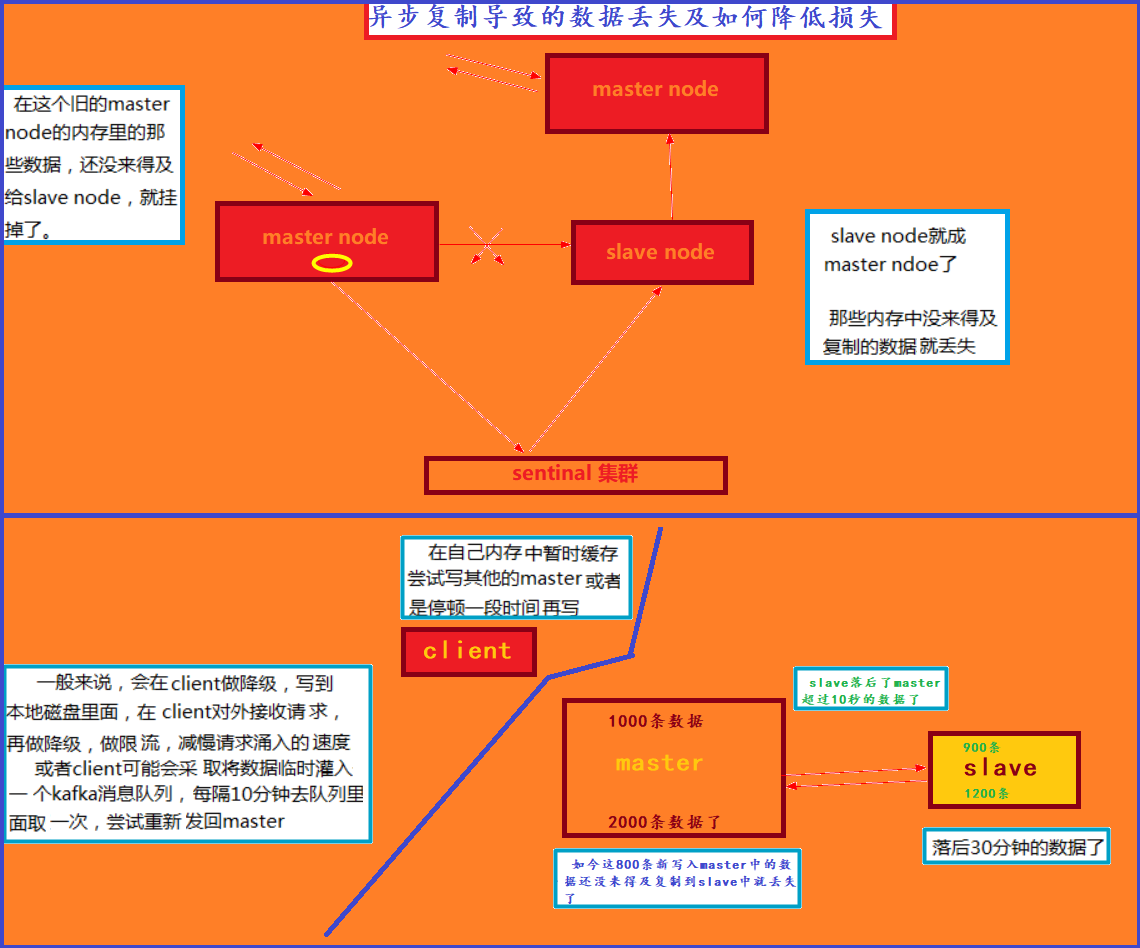 异步复制导致的数据丢失及如何降低损失
master node
在这个旧的master
node的内存里的那
些数据，还没来得及
给slave node，就挂
掉了。
master node
slave node
slave node就成
master ndoe了
那些内存中没来得及
复制的数据就丢失
sentinal 集群
在自己内存中暂时缓存
尝试写其他的master或者
是停顿一段时间再写
client
一般来说，会在client做降级，写到
本地磁盘里面，在 client对外接收请求，
再做降级，做限流，减慢请求涌入的速度
或者client可能会采取将数据临时灌入
一个kafka消息队列，每隔10分钟去队列里
面取一次，尝试重新发回master
slave落后了master
超过10秒的数据了
1000条数据
master
2000条数据了
900条
slave
1200条
落后30分钟的数据了
如今这800条新写入master中的数
据还没来得及复制到slave中就丢失
了